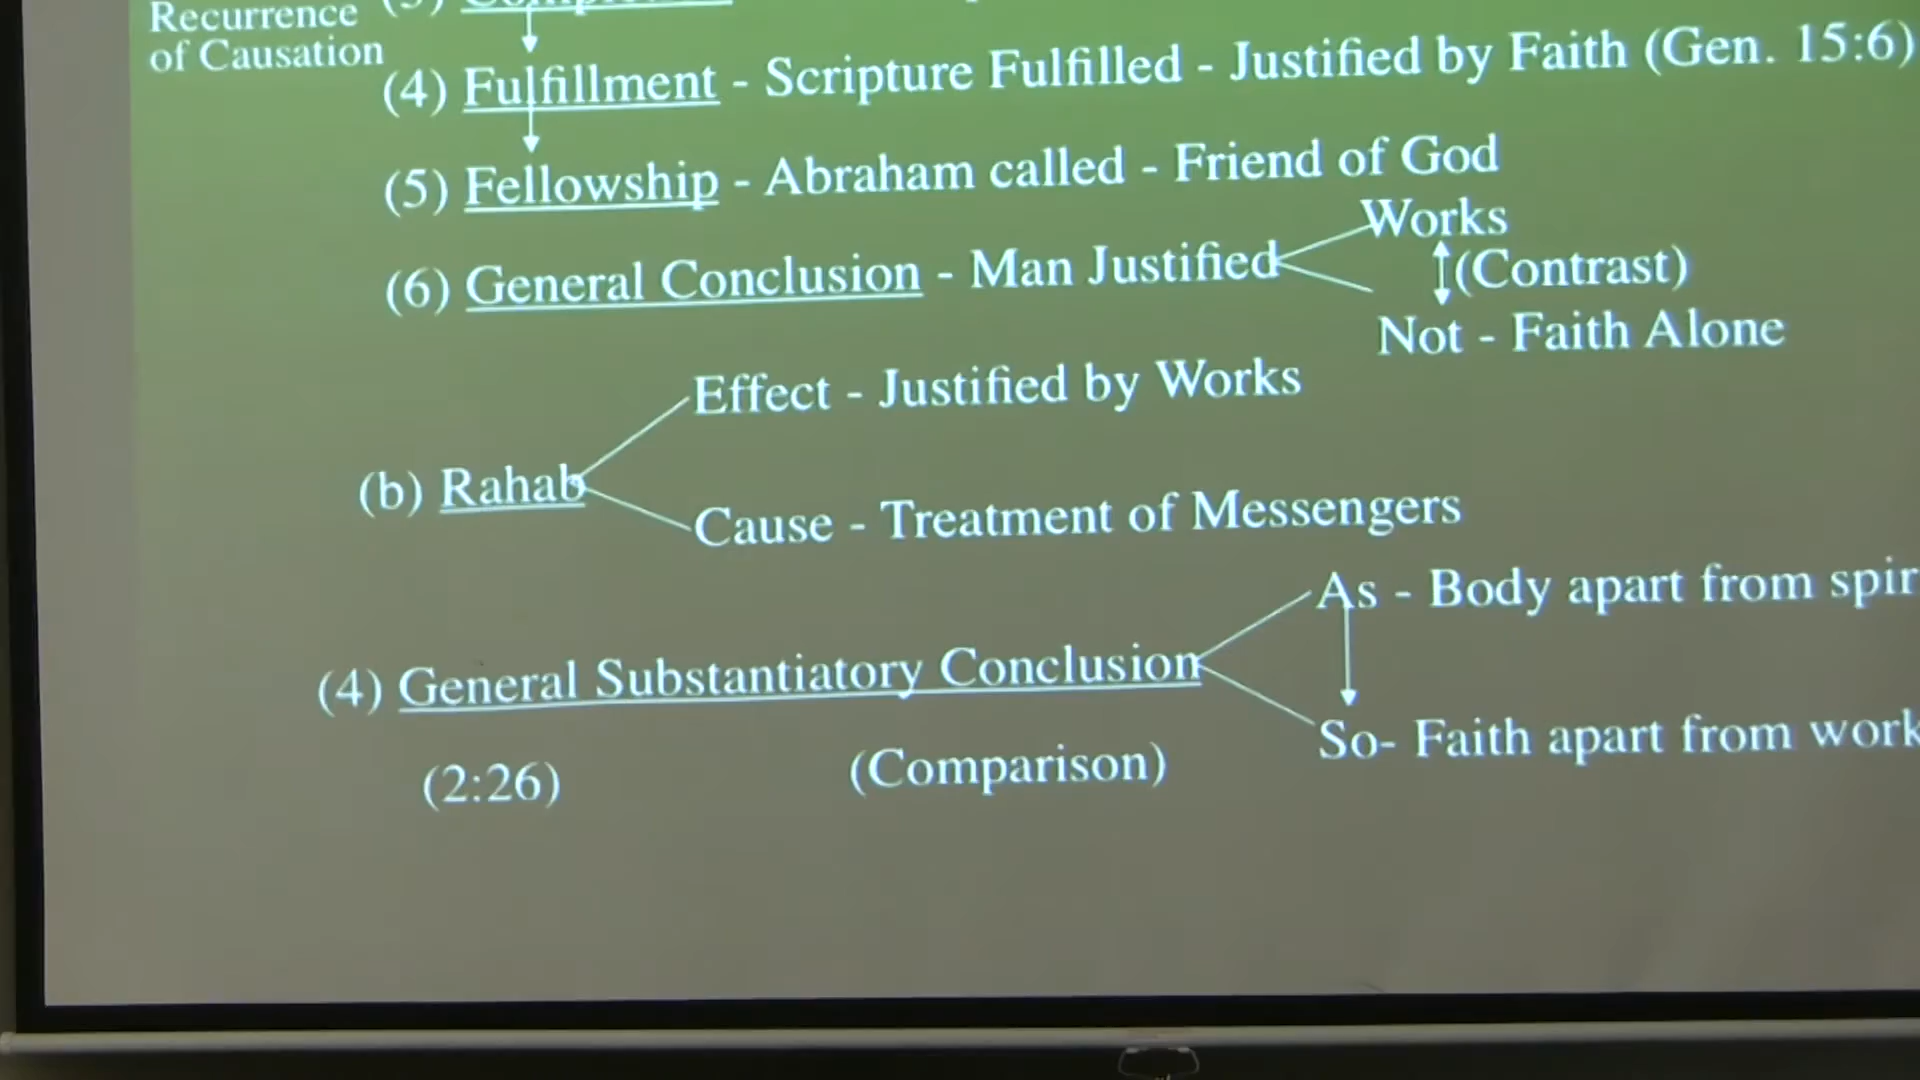 Recurrence
of Causation
(4) Fulfillment - Scripture Fulfilled - Justified by Faith (Gen. 15:6)
(5) Fellowship - Abraham called - Friend of God
Works
(6) General Conclusion - Man Justified
(Contrast)
Not - Faith Alone
Effect - Justified by Works
(b) Rahab
Cause - Treatment of Messengers
As - Body apart from
(4) General Substantiatory Conclusion
So- Faith apart from
(2:26)
(Comparison)